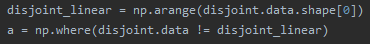 disjoint_linear = np.arange(disjoint.data.shape[0])
a = np.where(disjoint.data != disjoint_linear)